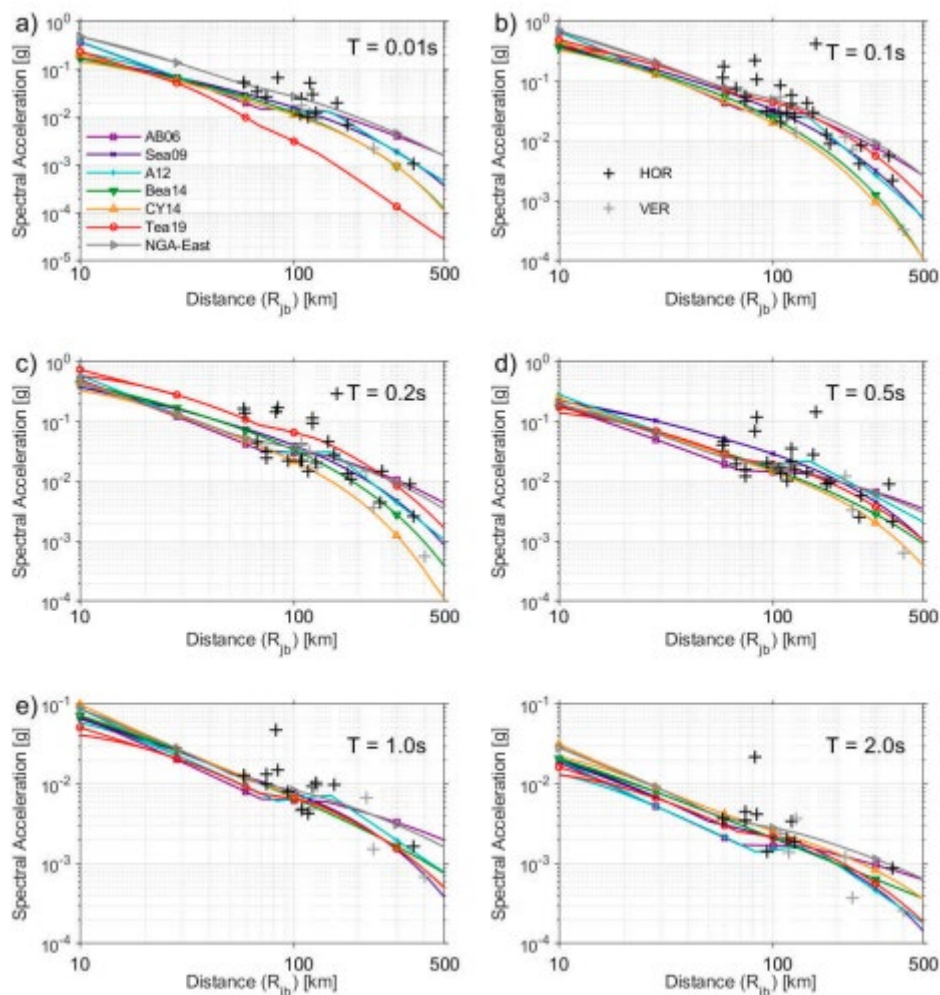 a)
T = 0.01s
Spectral Acceleration [g]
10^0
10^-1
10^-2
10^-3
10^-4
10^-5
AB06
Sea09
A12
Bea14
CY14
Tea19
NGA-East
10
100
500
Distance (R_jb) [km]
b)
T = 0.1s
Spectral Acceleration [g]
10^0
10^-1
10^-2
10^-3
10^-4
HOR
VER
10
100
500
Distance (R_jb) [km]
c)
T = 0.2s
Spectral Acceleration [g]
10^0
10^-1
10^-2
10^-3
10^-4
10
100
500
Distance (R_jb) [km]
d)
T = 0.5s
Spectral Acceleration [g]
10^0
10^-1
10^-2
10^-3
10^-4
10
100
500
Distance (R_jb) [km]
e)
T = 1.0s
Spectral Acceleration [g]
10^-1
10^-2
10^-3
10^-4
10
100
500
Distance (R_jb) [km]
T = 2.0s
Spectral Acceleration [g]
10^-1
10^-2
10^-3
10^-4
10
100
500
Distance (R_jb) [km]